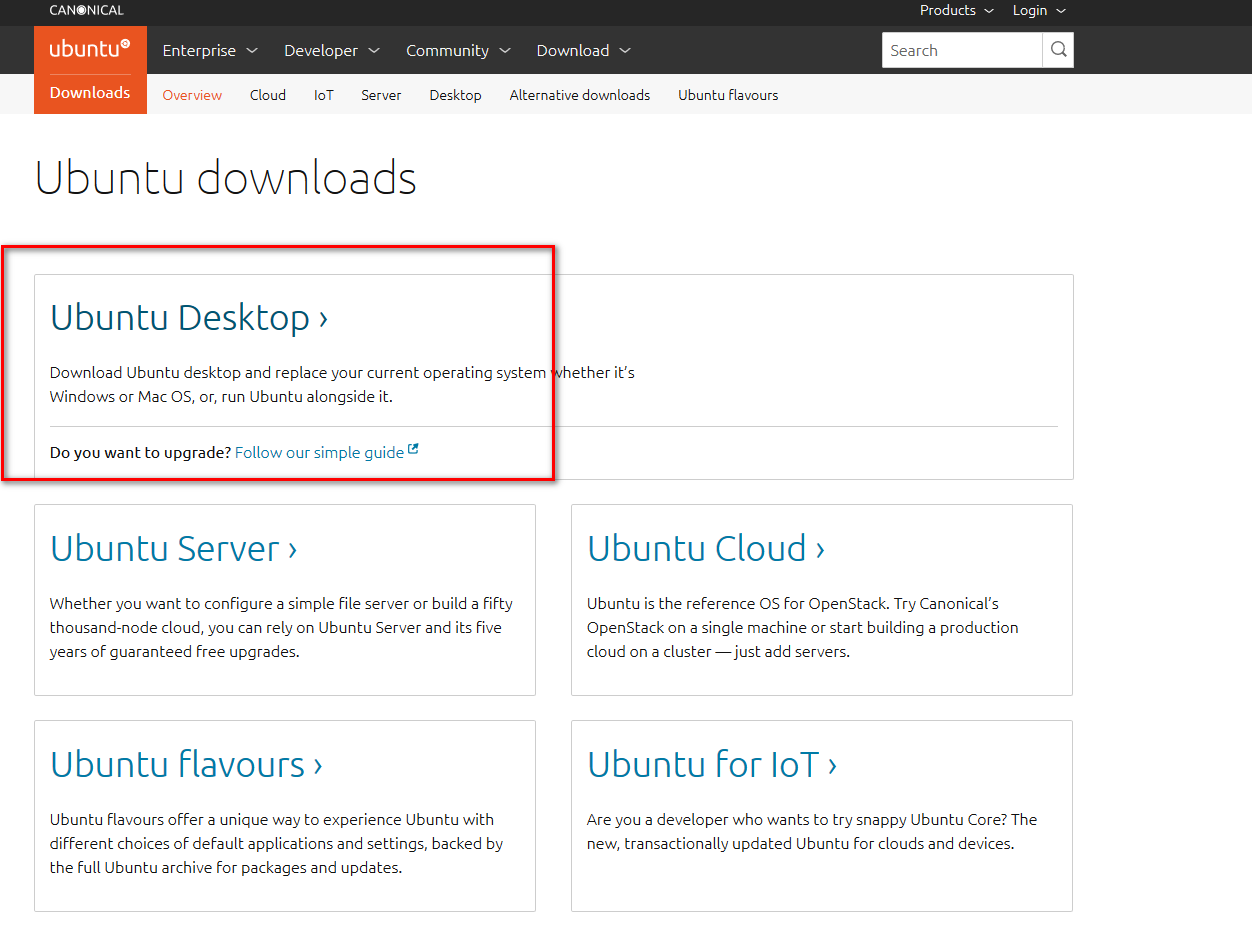 CANONICAL
Products Login
ubuntu Enterprise Developer Community Download Search
Downloads Overview Cloud IoT Server Desktop Alternative downloads Ubuntu flavours
Ubuntu downloads
Ubuntu Desktop ›
Download Ubuntu desktop and replace your current operating system whether it’s
Windows or Mac OS, or, run Ubuntu alongside it.
Do you want to upgrade? Follow our simple guide
Ubuntu Server ›
Whether you want to configure a simple file server or build a fifty
thousand-node cloud, you can rely on Ubuntu Server and its five
years of guaranteed free upgrades.
Ubuntu Cloud ›
Ubuntu is the reference OS for OpenStack. Try Canonical’s
OpenStack on a single machine or start building a production
cloud on a cluster — just add servers.
Ubuntu flavours ›
Ubuntu flavours offer a unique way to experience Ubuntu with
different choices of default applications and settings, backed by
the full Ubuntu archive for packages and updates.
Ubuntu for IoT ›
Are you a developer who wants to try snappy Ubuntu Core? The
new, transactionally updated Ubuntu for clouds and devices.